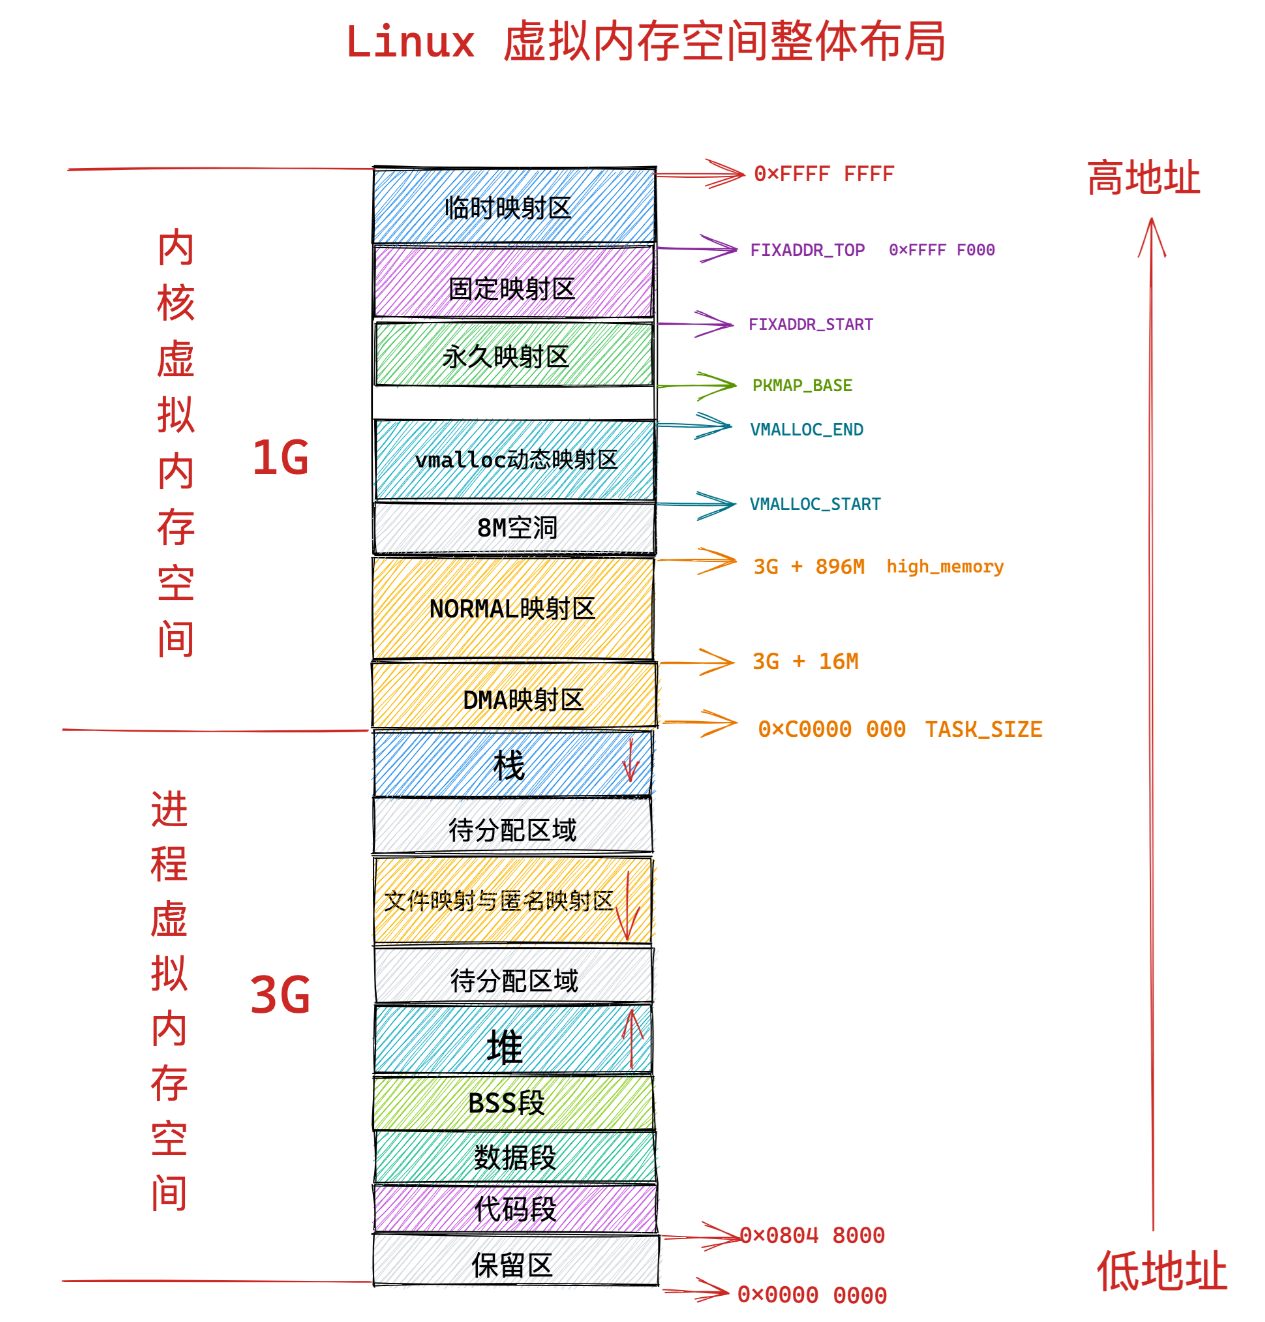 Linux 虚拟内存空间整体布局
高地址
0×FFFF FFFF
临时映射区
FIXADDR_TOP 0×FFFF F000
固定映射区
FIXADDR_START
永久映射区
PKMAP_BASE
VMALLOC_END
vmalloc动态映射区
VMALLOC_START
8M空洞
3G + 896M high_memory
NORMAL映射区
3G + 16M
DMA映射区
0×C0000 000 TASK_SIZE
内核虚拟内存空间
1G
栈
待分配区域
文件映射与匿名映射区
待分配区域
堆
BSS段
数据段
代码段
0×0804 8000
保留区
0×0000 0000
进程虚拟内存空间
3G
低地址